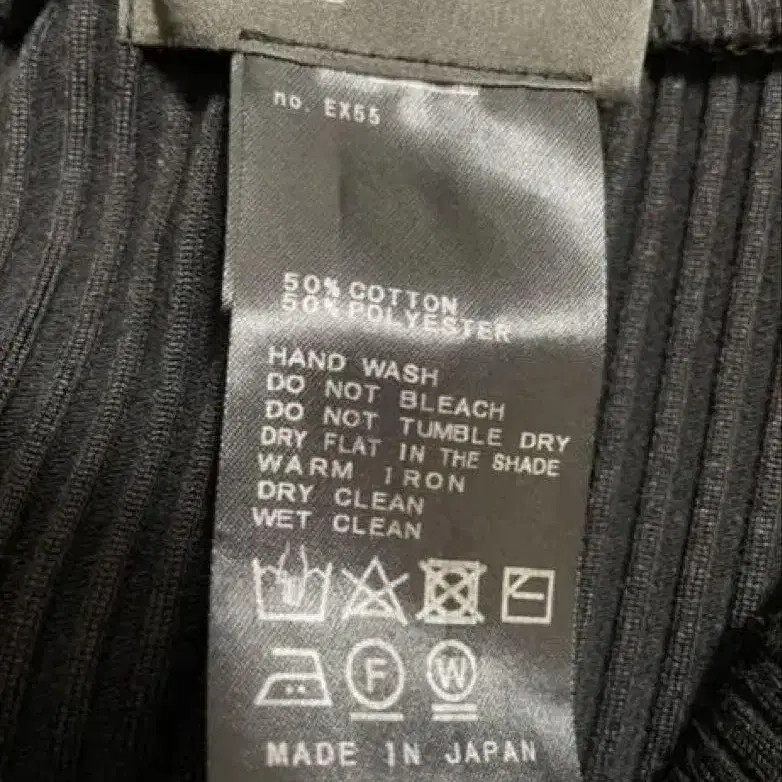 no. EX55
50% COTTON
50% POLYESTER
HAND WASH
DO NOT BLEACH
DO NOT TUMBLE DRY
DRY FLAT IN THE SHADE
WARM IRON
DRY CLEAN
WET CLEAN
F W
MADE IN JAPAN